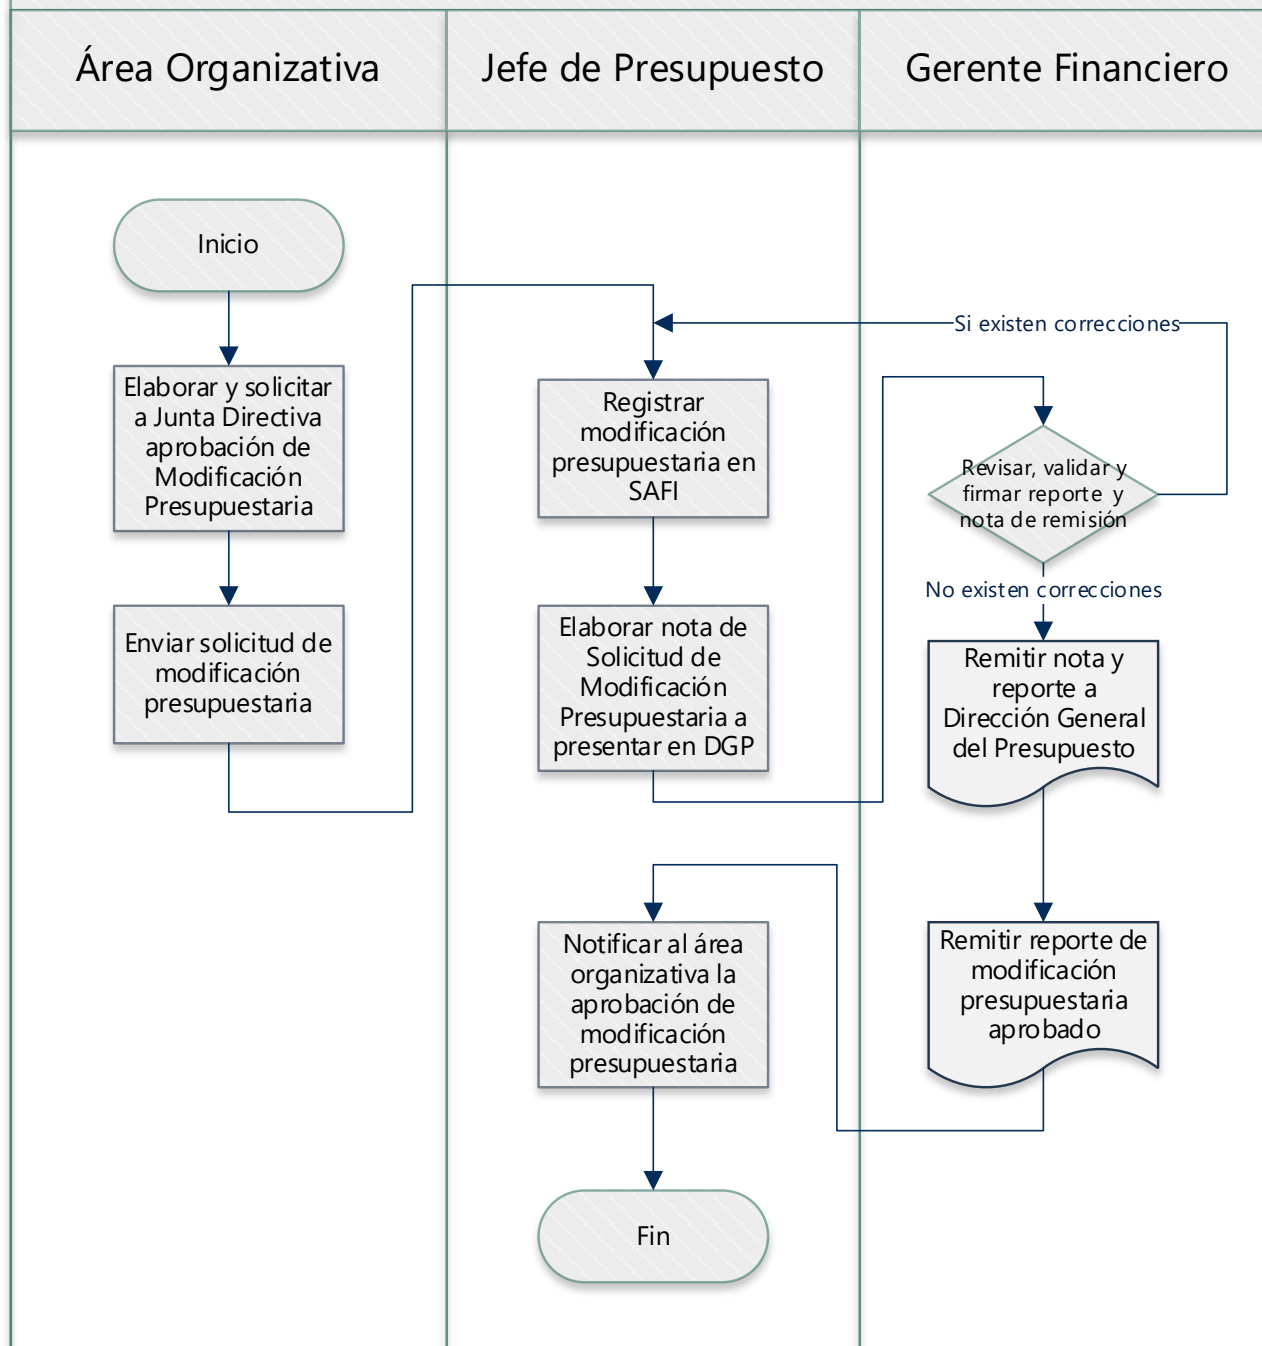 Área Organizativa
Jefe de Presupuesto
Gerente Financiero
Inicio
Elaborar y solicitar
a Junta Directiva
aprobación de
Modificación
Presupuestaria
Enviar solicitud de
modificación
presupuestaria
Si existen correcciones
Registrar
modificación
presupuestaria en
SAFI
Elaborar nota de
Solicitud de
Modificación
Presupuestaria a
presentar en DGP
Revisar, validar y
firmar reporte y
nota de remisión
No existen correcciones
Remitir nota y
reporte a
Dirección General
del Presupuesto
Remitir reporte de
modificación
presupuestaria
aprobado
Notificar al área
organizativa la
aprobación de
modificación
presupuestaria
Fin